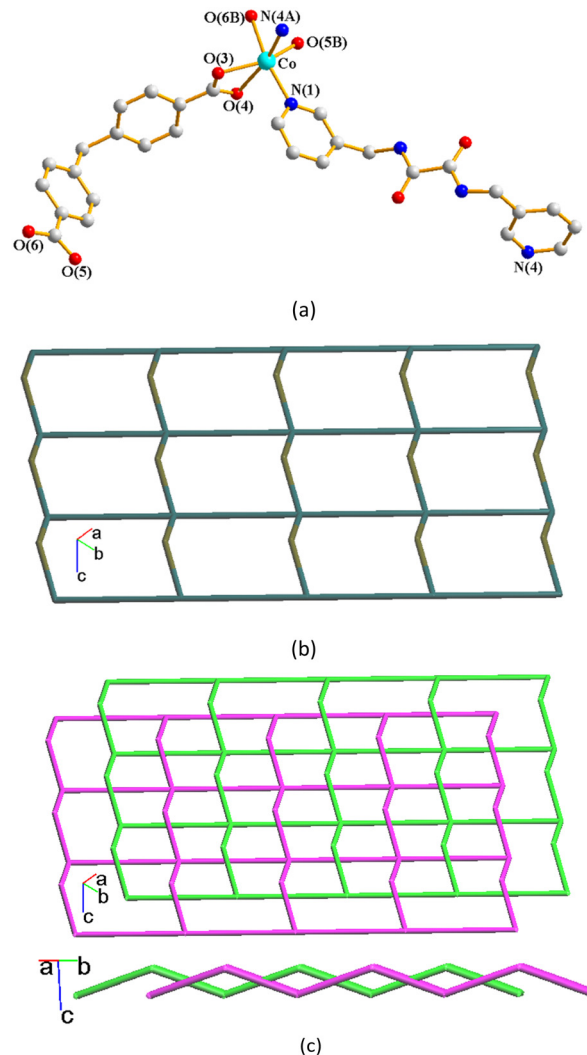 O(6B) N(4A)
O(5B)
O(3) Co
O(4) N(1)
O(6)
O(5)
N(4)
(a)
a
b
c
(b)
a
b
c
a b
c
(c)